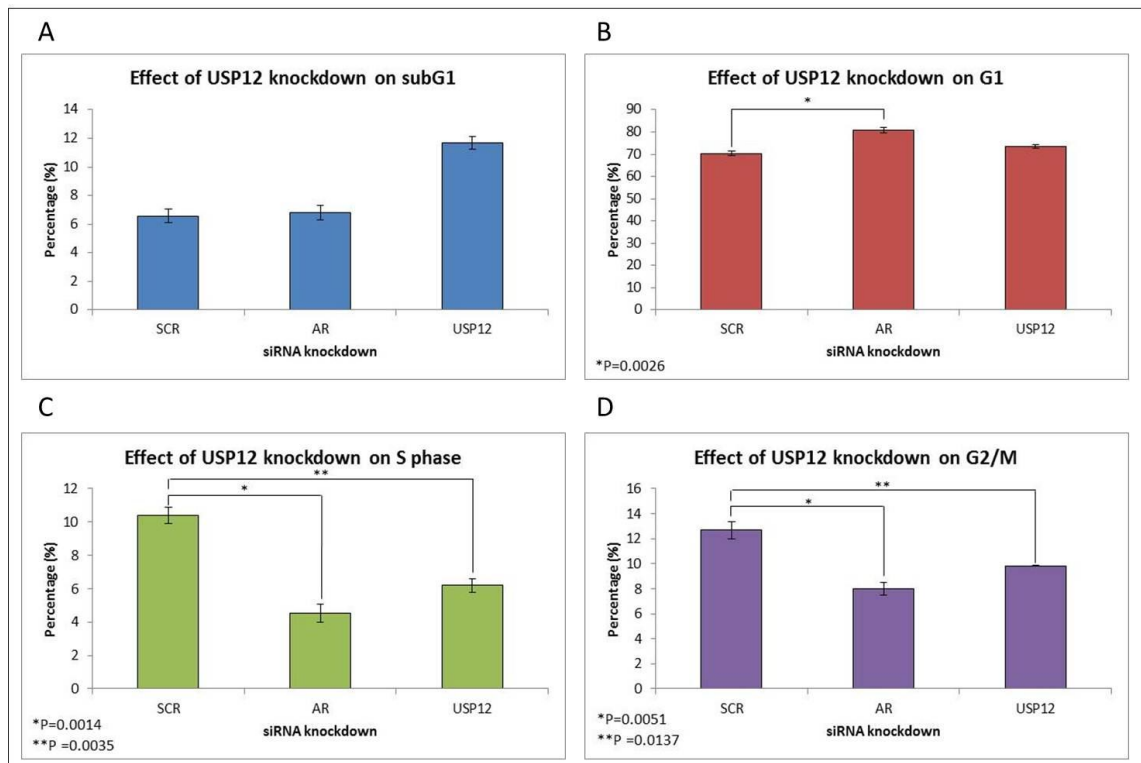 A
Effect of USP12 knockdown on subG1
14
12
10
8
6
4
2
0
Percentage (%)
SCR AR USP12
siRNA knockdown
B
Effect of USP12 knockdown on G1
*
90
80
70
60
50
40
30
20
10
0
Percentage (%)
SCR AR USP12
siRNA knockdown
*P=0.0026
C
Effect of USP12 knockdown on S phase
**
*
12
10
8
6
4
2
0
Percentage (%)
SCR AR USP12
siRNA knockdown
*P=0.0014
**P =0.0035
D
Effect of USP12 knockdown on G2/M
**
*
16
14
12
10
8
6
4
2
0
Percentage (%)
SCR AR USP12
siRNA knockdown
*P=0.0051
**P =0.0137